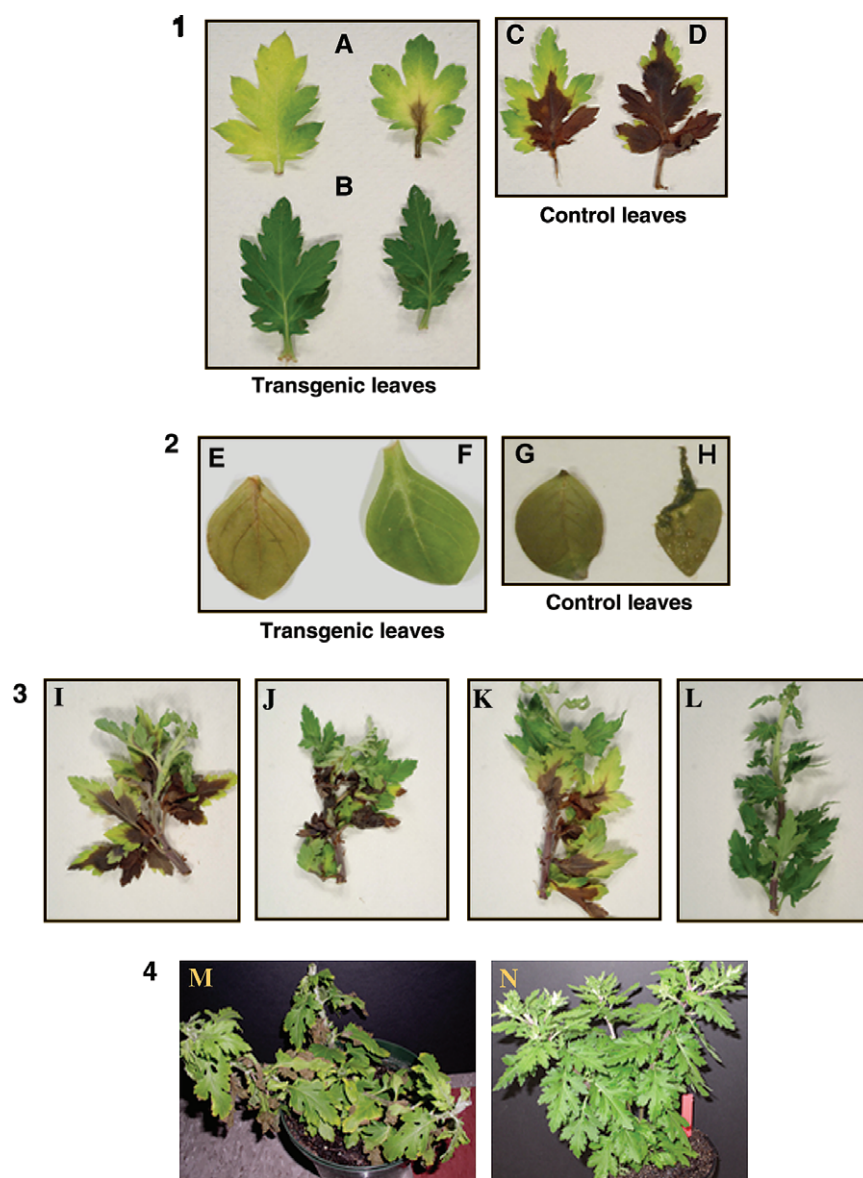 1
A
B
Transgenic leaves
C D
Control leaves
2
E F
Transgenic leaves
G H
Control leaves
3
I
J
K
L
4
M
N